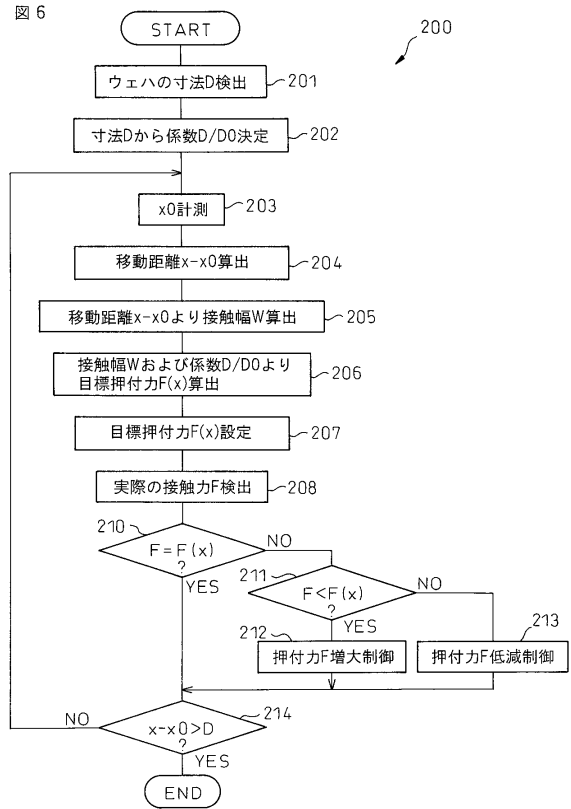 図6
START
200
ウェハの寸法D検出
201
寸法Dから係数D/D0決定
202
x0計測
203
移動距離x-x0算出
204
移動距離x-x0より接触幅W算出
205
接触幅Wおよび係数D/D0より
目標押付力F(x)算出
206
目標押付力F(x)設定
207
実際の接触力F検出
208
210
F=F(x)
?
NO
YES
211
F<F(x)
?
NO
YES
212
押付力F増大制御
213
押付力F低減制御
x-x0>D
?
214
NO
YES
END